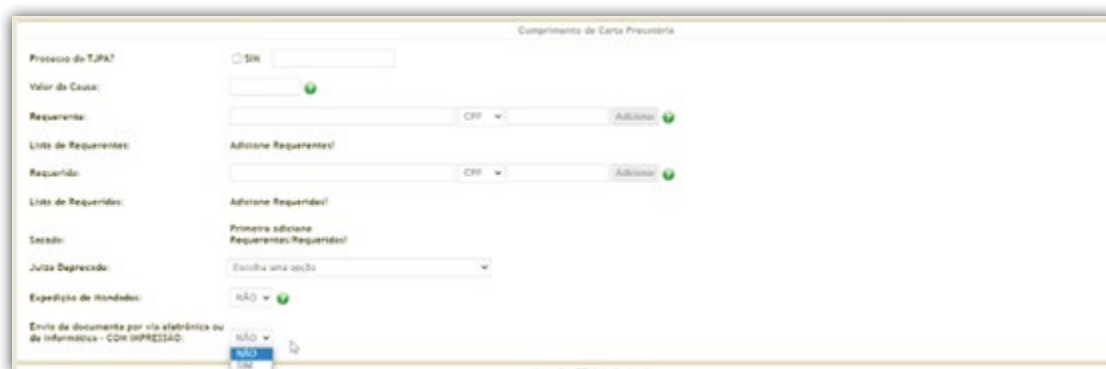 Cumprimento de Carta Precatória
Processo do TJPA? SIM
Valor da Causa:
Requerente: CPF Adicionar
Lista de Requerentes: Adicione Requerentes!
Requerido: CPF Adicionar
Lista de Requeridos: Adicione Requeridos!
Primeiro adicione
Sacado: Requerentes/Requeridos!
Juízo Deprecado: Escolha uma opção
Expedição de Mandados: NÃO
Envio de documento por via eletrônica ou
de informática - COM IMPRESSÃO: NÃO
NÃO
SIM